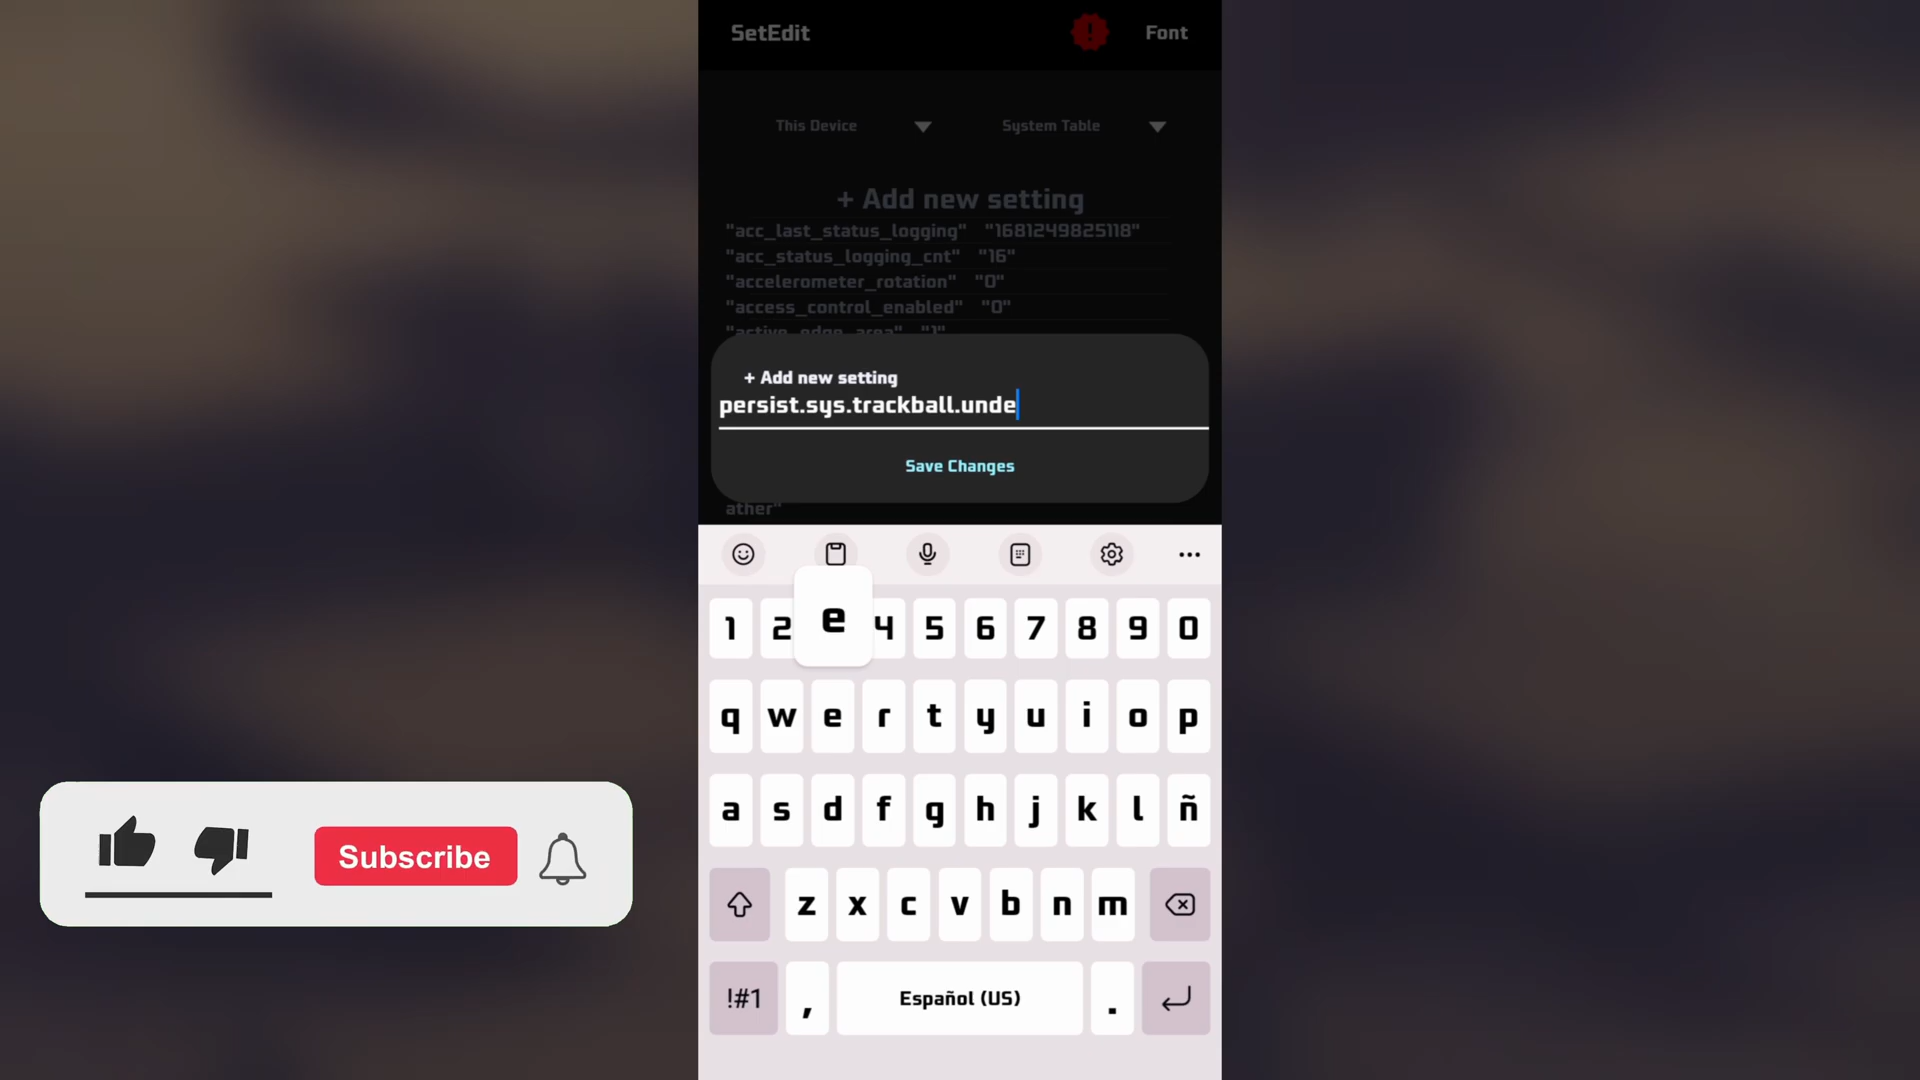 SetEdit
Font
This Device
System Table
+ Add new setting
"acc_last_status_logging" "1681249825118"
"acc_status_logging_cnt" "16"
"accelerometer_rotation" "0"
"access_control_enabled" "0"
"active_edge_area" "1"
+ Add new setting
persist.sys.trackball.unde
Save Changes
ather"
e
1 2 4 5 6 7 8 9 0
q w e r t y u i o p
a s d f g h j k l ñ
z x c v b n m
!#1 , Español (US) .
Subscribe